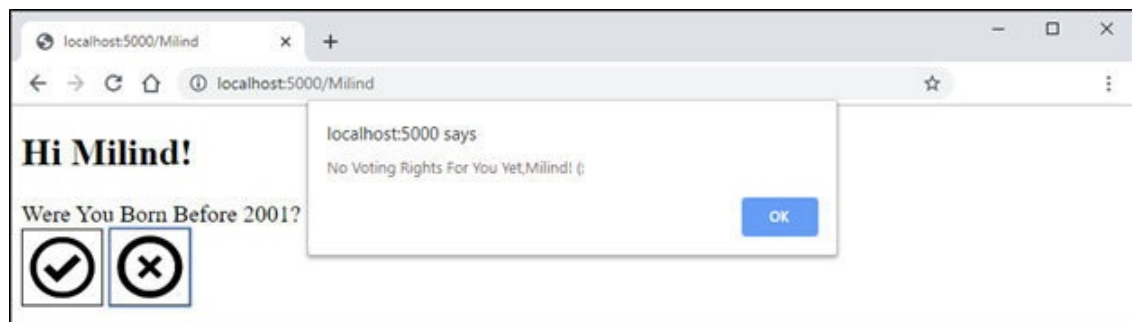 localhost:5000/Milind
localhost:5000/Milind
localhost:5000 says
No Voting Rights For You Yet,Milind! (:
OK
Hi Milind!
Were You Born Before 2001?